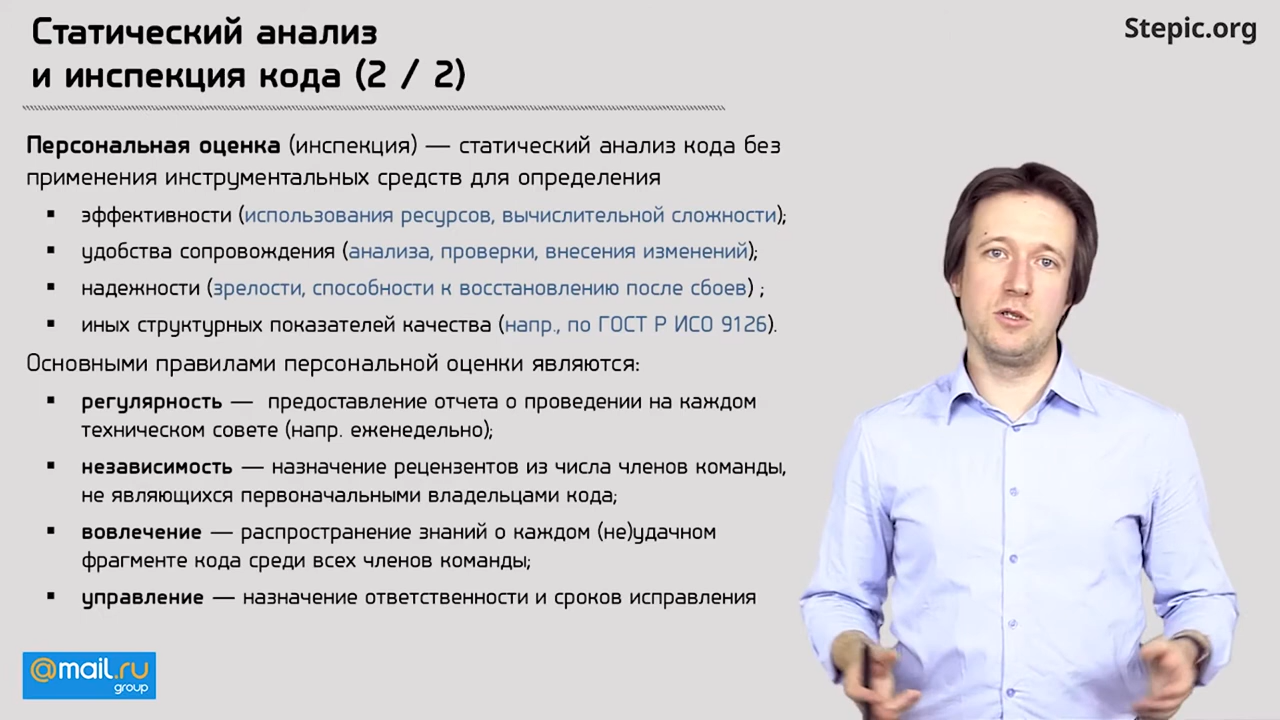 Статический анализ
и инспекция кода (2 / 2)
Stepic.org
Персональная оценка (инспекция) — статический анализ кода без
применения инструментальных средств для определения
▪ эффективности (использования ресурсов, вычислительной сложности);
▪ удобства сопровождения (анализа, проверки, внесения изменений);
▪ надежности (зрелости, способности к восстановлению после сбоев) ;
▪ иных структурных показателей качества (напр., по ГОСТ Р ИСО 9126).
Основными правилами персональной оценки являются:
▪ регулярность — предоставление отчета о проведении на каждом
техническом совете (напр. еженедельно);
▪ независимость — назначение рецензентов из числа членов команды,
не являющихся первоначальными владельцами кода;
▪ вовлечение — распространение знаний о каждом (не)удачном
фрагменте кода среди всех членов команды;
▪ управление — назначение ответственности и сроков исправления
@mail.ru
group